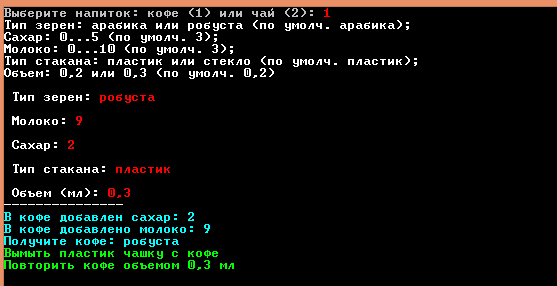 Выберите напиток: кофе (1) или чай (2): 1
Тип зерен: арабика или робуста (по умолч. арабика);
Сахар: 0...5 (по умолч. 3);
Молоко: 0...10 (по умолч. 3);
Тип стакана: пластик или стекло (по умолч. пластик);
Объем: 0,2 или 0,3 (по умолч. 0,2)
Тип зерен: робуста
Молоко: 9
Сахар: 2
Тип стакана: пластик
Объем (мл): 0,3
---------------
В кофе добавлен сахар: 2
В кофе добавлено молоко: 9
Получите кофе: робуста
Вымыть пластик чашку с кофе
Повторить кофе объемом 0,3 мл